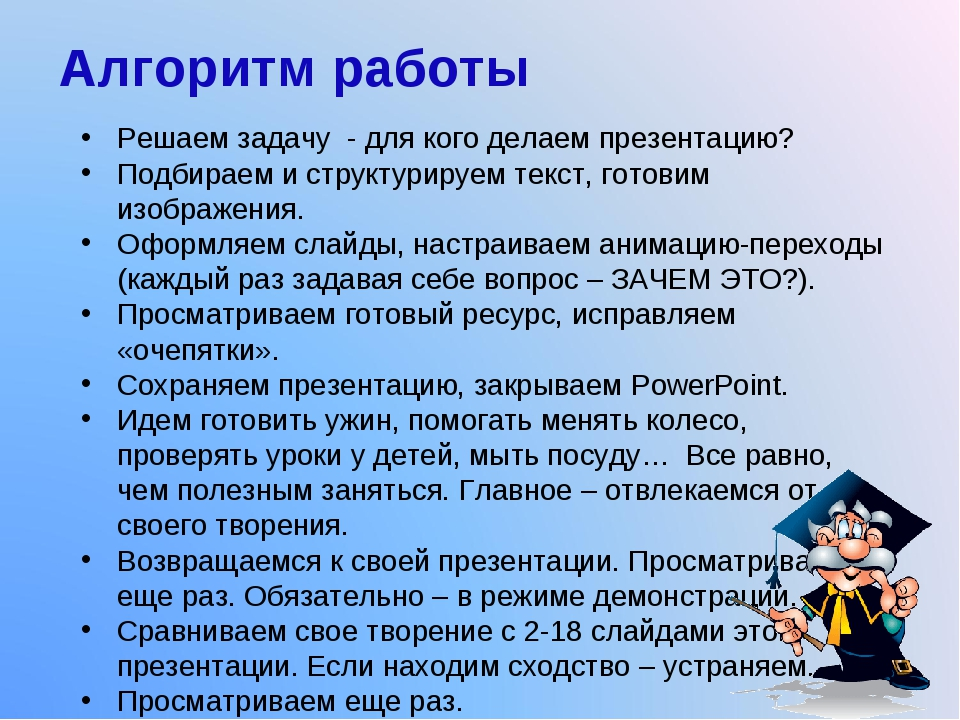 Алгоритм работы
• Решаем задачу - для кого делаем презентацию?
• Подбираем и структурируем текст, готовим
изображения.
• Оформляем слайды, настраиваем анимацию-переходы
(каждый раз задавая себе вопрос – ЗАЧЕМ ЭТО?).
• Просматриваем готовый ресурс, исправляем
«очепятки».
• Сохраняем презентацию, закрываем PowerPoint.
• Идем готовить ужин, помогать менять колесо,
проверять уроки у детей, мыть посуду… Все равно,
чем полезным заняться. Главное – отвлекаемся от
своего творения.
• Возвращаемся к своей презентации.
еще раз. Обязательно – в режиме демонстрации.
• Сравниваем свое творение с 2-18 слайдами
презентации. Если находим сходство – устраняем.
• Просматриваем еще раз.